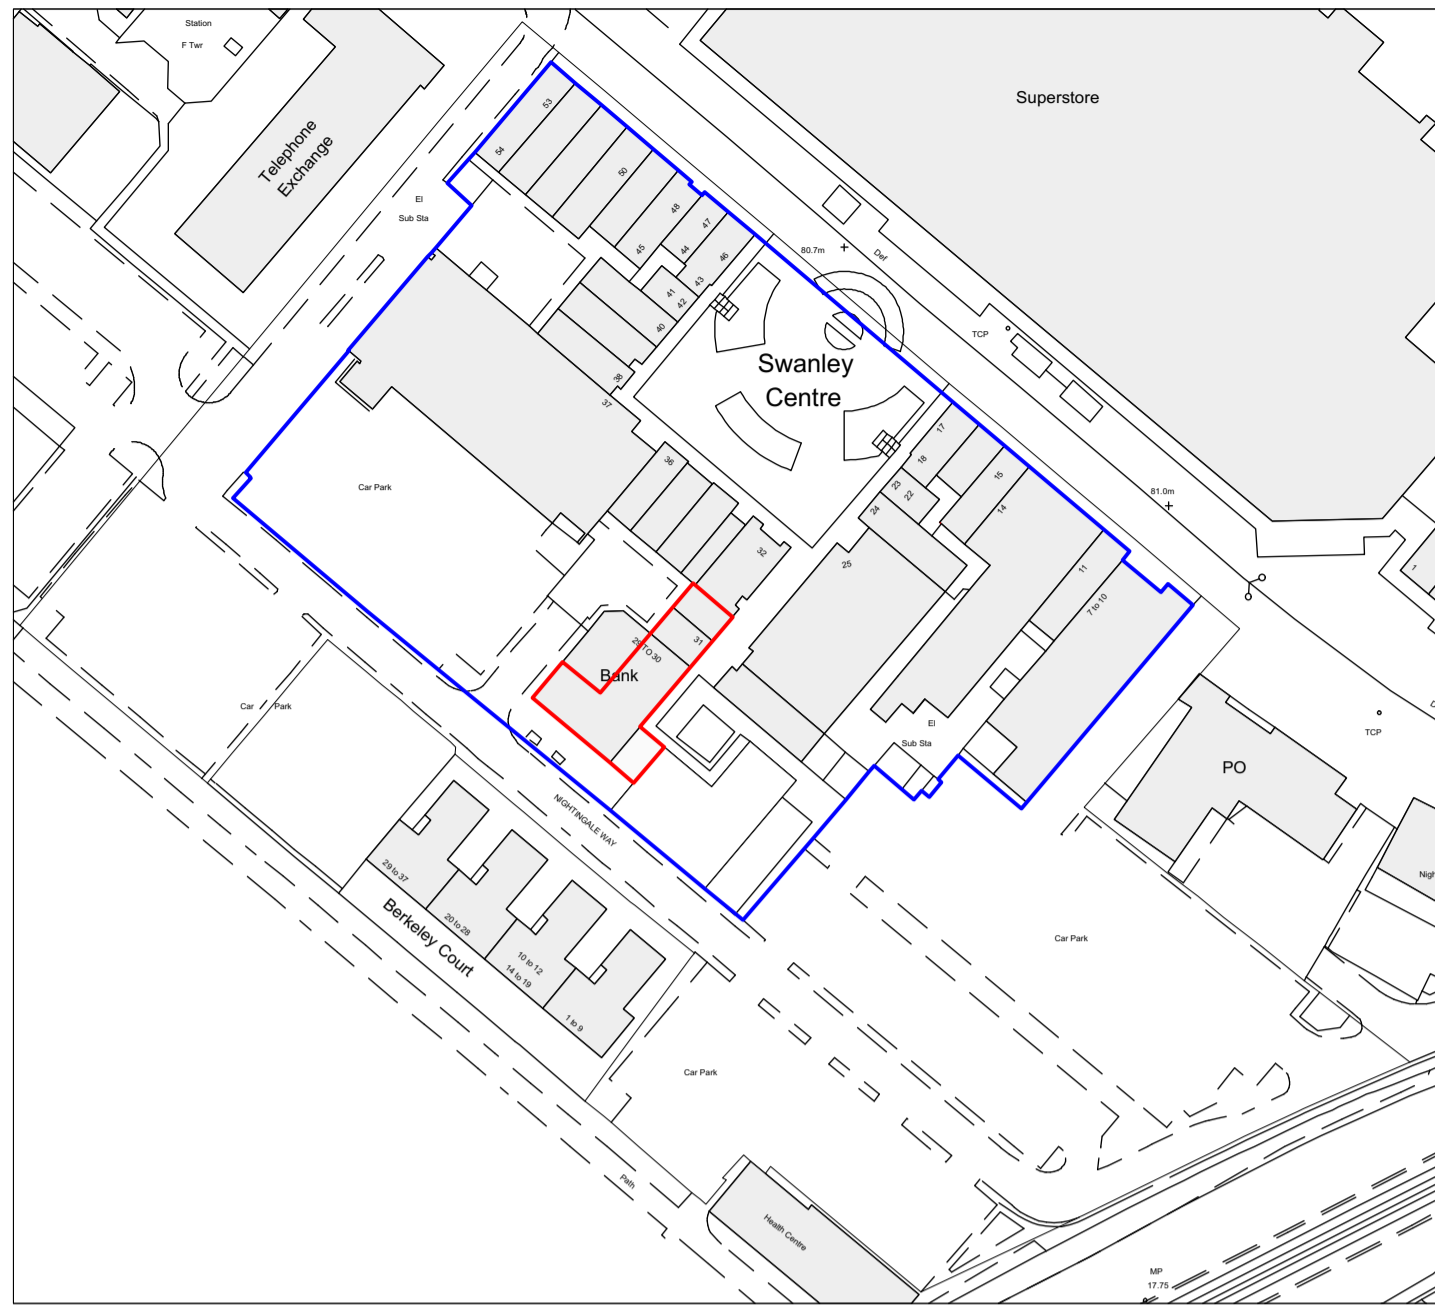 Station
F Twr
Superstore
Telephone
Exchange
53
54
50
48
47
46
45
44
43
42
41
40
38
37
El
Sub Sta
80.7m
Def
TCP
Swanley
Centre
36
32
31
29 TO 30
Bank
Car Park
17
18
15
14
23
22
24
25
11
7 to 10
81.0m
1
El
Sub Sta
TCP
PO
Car Park
NIGHTINGALE WAY
29 to 37
20 to 28
10 to 12
14 to 19
1 to 9
Berkeley Court
Car Park
Car Park
Path
Health Centre
MP
17.75